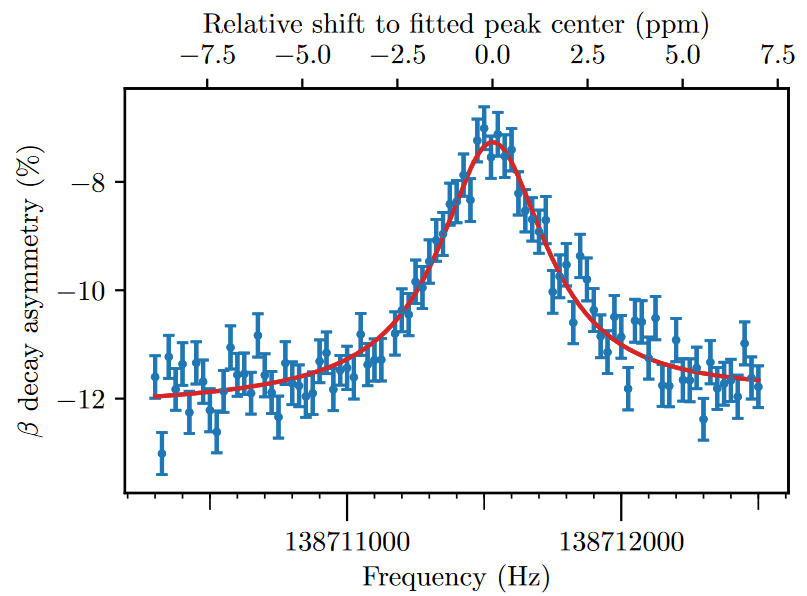 Relative shift to fitted peak center (ppm)
−7.5 −5.0 −2.5 0.0 2.5 5.0 7.5
β decay asymmetry (%)
−8
−10
−12
138711000 138712000
Frequency (Hz)